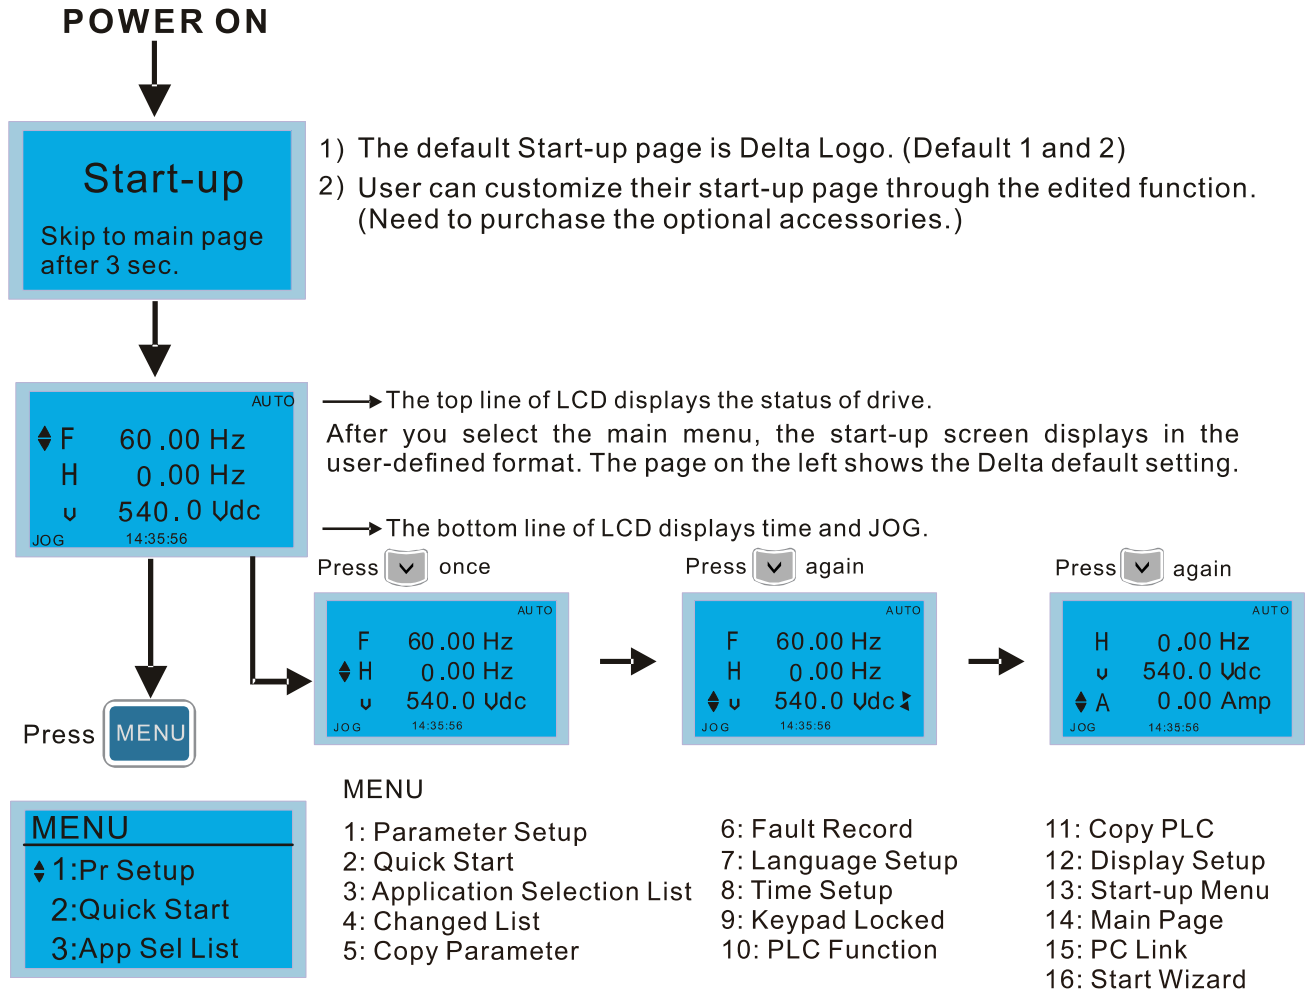 POWER ON
Start-up
Skip to main page
after 3 sec.
1) The default Start-up page is Delta Logo. (Default 1 and 2)
2) User can customize their start-up page through the edited function.
(Need to purchase the optional accessories.)
AUTO
F 60.00 Hz
H 0.00 Hz
v 540.0 Vdc
JOG 14:35:56
The top line of LCD displays the status of drive.
After you select the main menu, the start-up screen displays in the
user-defined format. The page on the left shows the Delta default setting.
The bottom line of LCD displays time and JOG.
Press once
AUTO
F 60.00 Hz
H 0.00 Hz
v 540.0 Vdc
JOG 14:35:56
Press again
AUTO
F 60.00 Hz
H 0.00 Hz
v 540.0 Vdc
JOG 14:35:56
Press again
AUTO
H 0.00 Hz
v 540.0 Vdc
A 0.00 Amp
JOG 14:35:56
Press MENU
MENU
1:Pr Setup
2:Quick Start
3:App Sel List
MENU
1: Parameter Setup
2: Quick Start
3: Application Selection List
4: Changed List
5: Copy Parameter
6: Fault Record
7: Language Setup
8: Time Setup
9: Keypad Locked
10: PLC Function
11: Copy PLC
12: Display Setup
13: Start-up Menu
14: Main Page
15: PC Link
16: Start Wizard